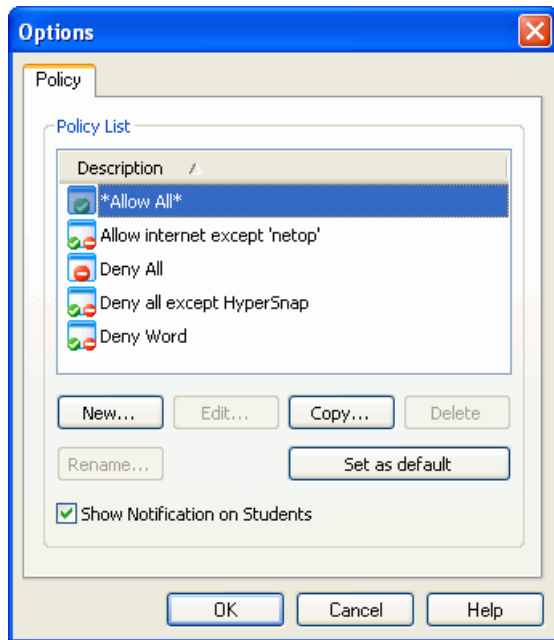 Options
Policy
Policy List
Description
*Allow All*
Allow internet except 'netop'
Deny All
Deny all except HyperSnap
Deny Word
New... Edit... Copy... Delete
Rename... Set as default
Show Notification on Students
OK Cancel Help